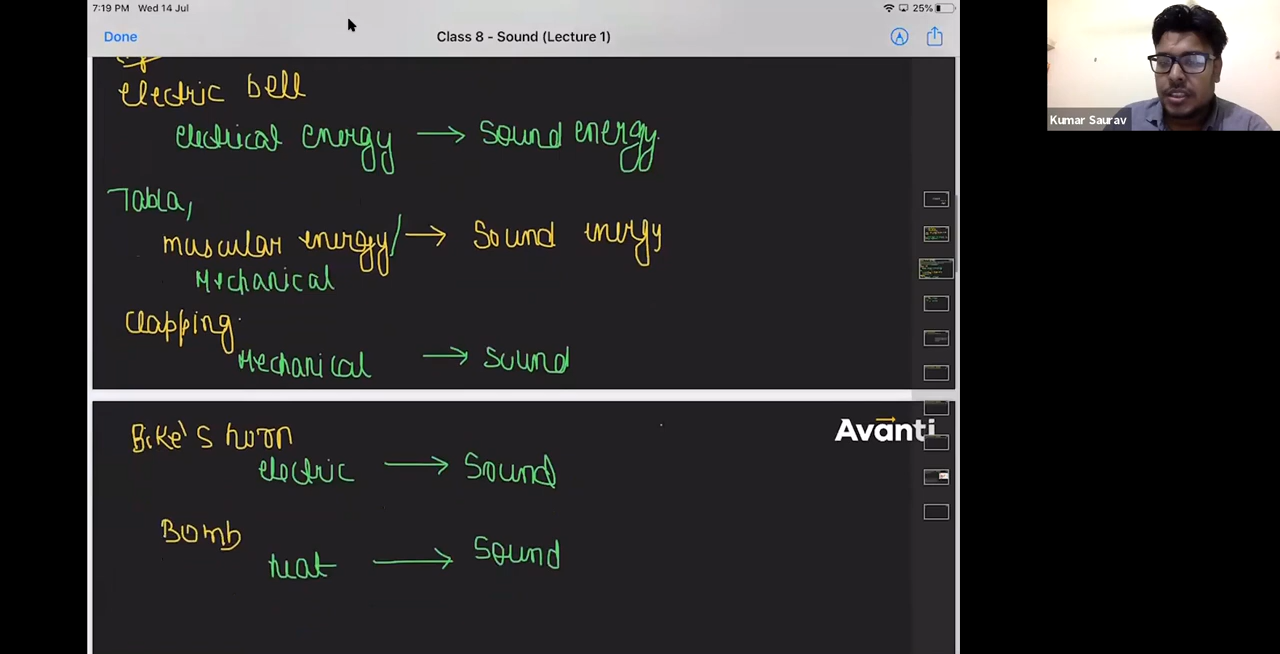 7:19 PM Wed 14 Jul
25%
Done
Class 8 - Sound (Lecture 1)
Kumar Saurav
electric bell
electrical energy → Sound energy.
Tabla,
muscular energy/ → Sound energy
Mechanical
Clapping
Mechanical → Sound
Avanti
Bike's horn
electric → Sound
Bomb
heat → Sound